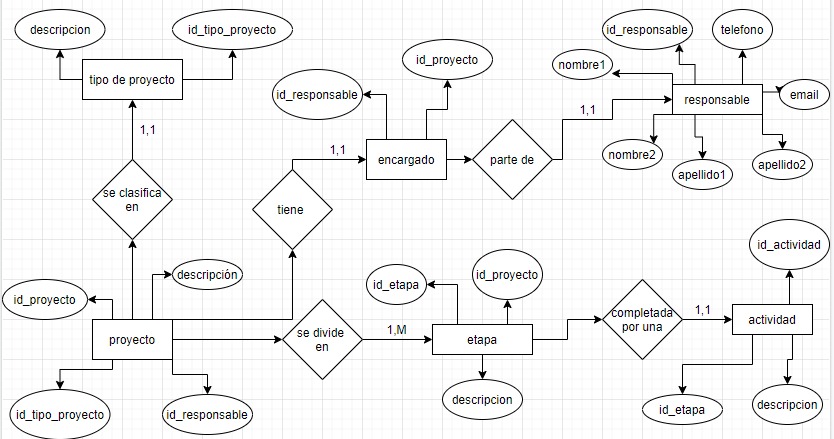 descripcion
id_tipo_proyecto
tipo de proyecto
1,1
se clasifica
en
id_responsable
id_proyecto
1,1
encargado
tiene
parte de
1,1
id_responsable
telefono
nombre1
responsable
email
nombre2
apellido1
apellido2
id_proyecto
descripción
proyecto
id_tipo_proyecto
id_responsable
se divide
en
1,M
id_etapa
id_proyecto
etapa
descripcion
completada
por una
1,1
id_actividad
actividad
id_etapa
descripcion